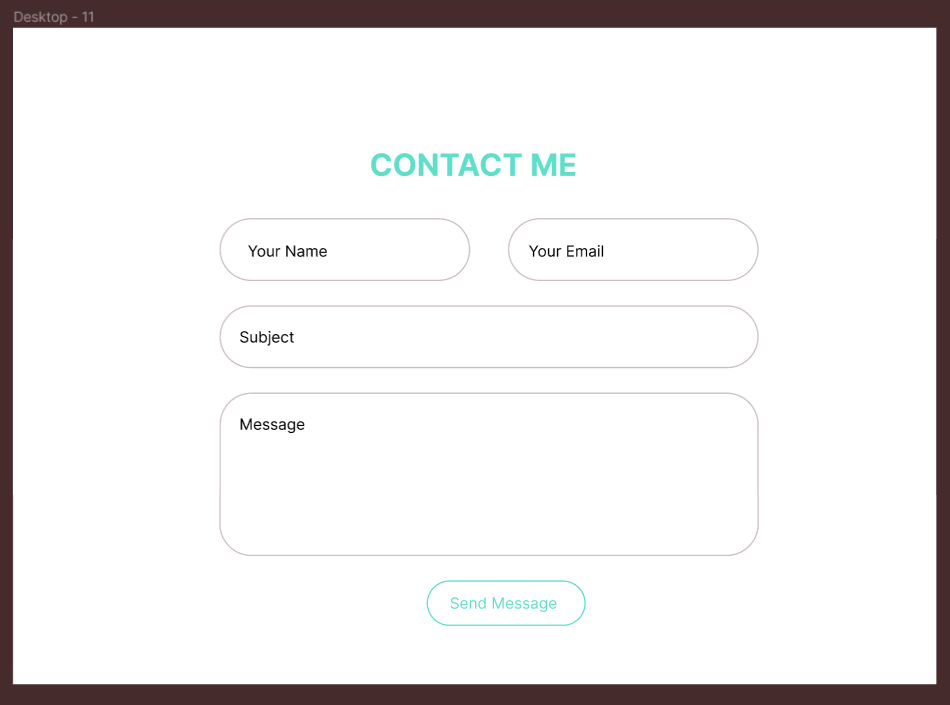 Desktop - 11
CONTACT ME
Your Name
Your Email
Subject
Message
Send Message